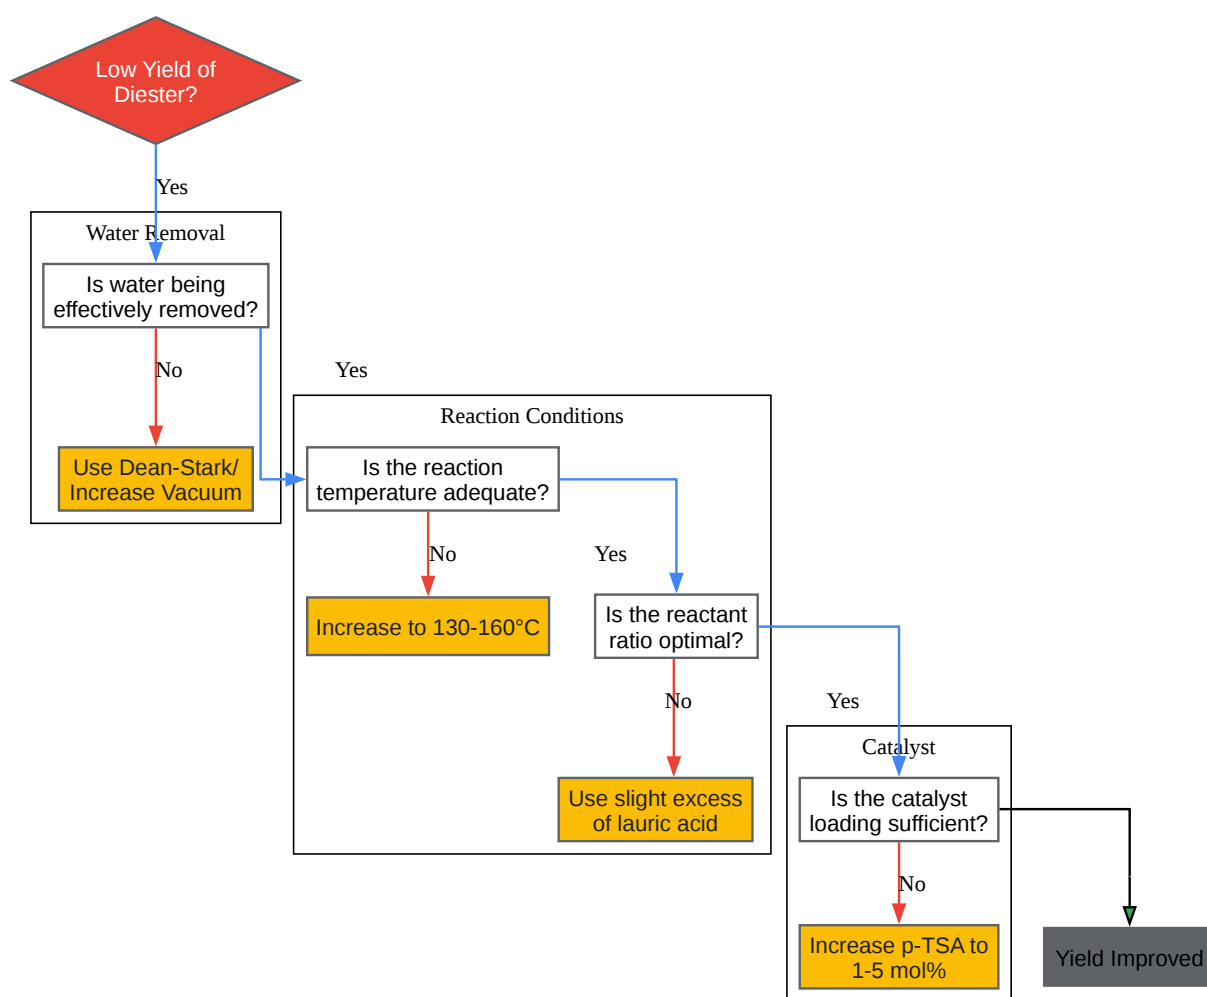 Low Yield of
Diester?
Yes
Water Removal
Is water being
effectively removed?
No
Yes
Use Dean-Stark/
Increase Vacuum
Reaction Conditions
Is the reaction
temperature adequate?
No
Yes
Increase to 130-160°C
Is the reactant
ratio optimal?
No
Yes
Use slight excess
of lauric acid
Catalyst
Is the catalyst
loading sufficient?
No
Increase p-TSA to
1-5 mol%
Yield Improved